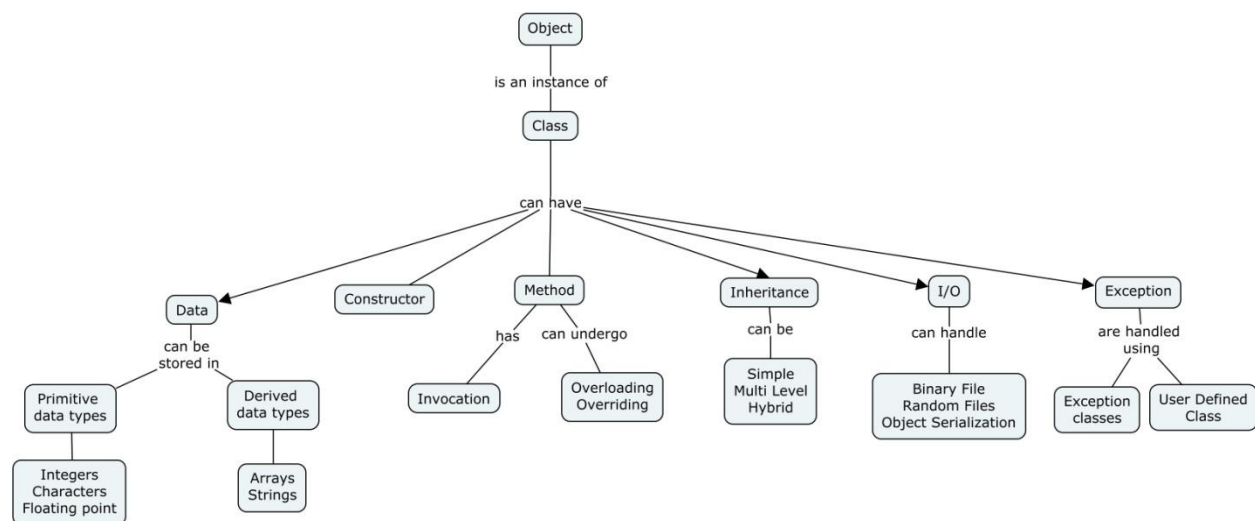 Object
is an instance of
Class
can have
Data
Constructor
Method
Inheritance
I/O
Exception
can be
stored in
has
can undergo
can be
can handle
are handled
using
Primitive
data types
Derived
data types
Invocation
Overloading
Overriding
Simple
Multi Level
Hybrid
Binary File
Random Files
Object Serialization
Exception
classes
User Defined
Class
Integers
Characters
Floating point
Arrays
Strings